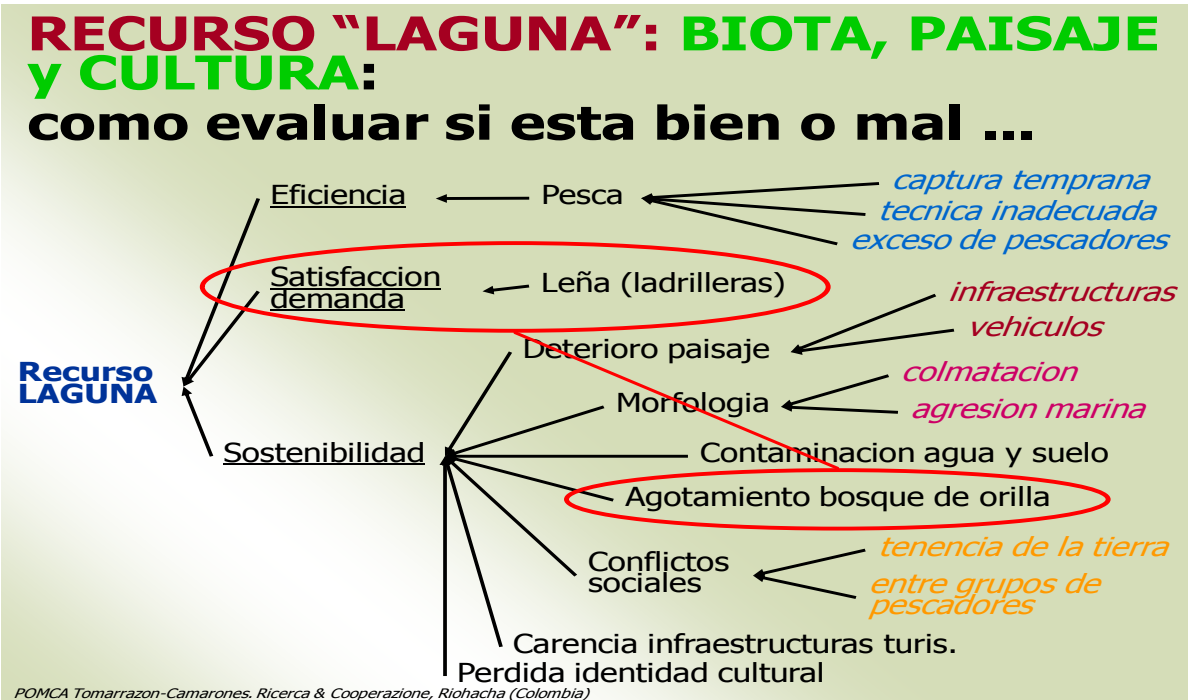 RECURSO “LAGUNA”: BIOTA, PAISAJE
y CULTURA:
como evaluar si esta bien o mal ...
Eficiencia
Pesca
captura temprana
tecnica inadecuada
exceso de pescadores
Satisfaccion
demanda
Leña (ladrilleras)
infraestructuras
vehiculos
Deterioro paisaje
Recurso
LAGUNA
colmatacion
Morfologia
agresion marina
Sostenibilidad
Contaminacion agua y suelo
Agotamiento bosque de orilla
Conflictos
sociales
tenencia de la tierra
entre grupos de
pescadores
Carencia infraestructuras turis.
Perdida identidad cultural
POMCA Tomarrazon-Camarones. Ricerca & Cooperazione, Riohacha (Colombia)